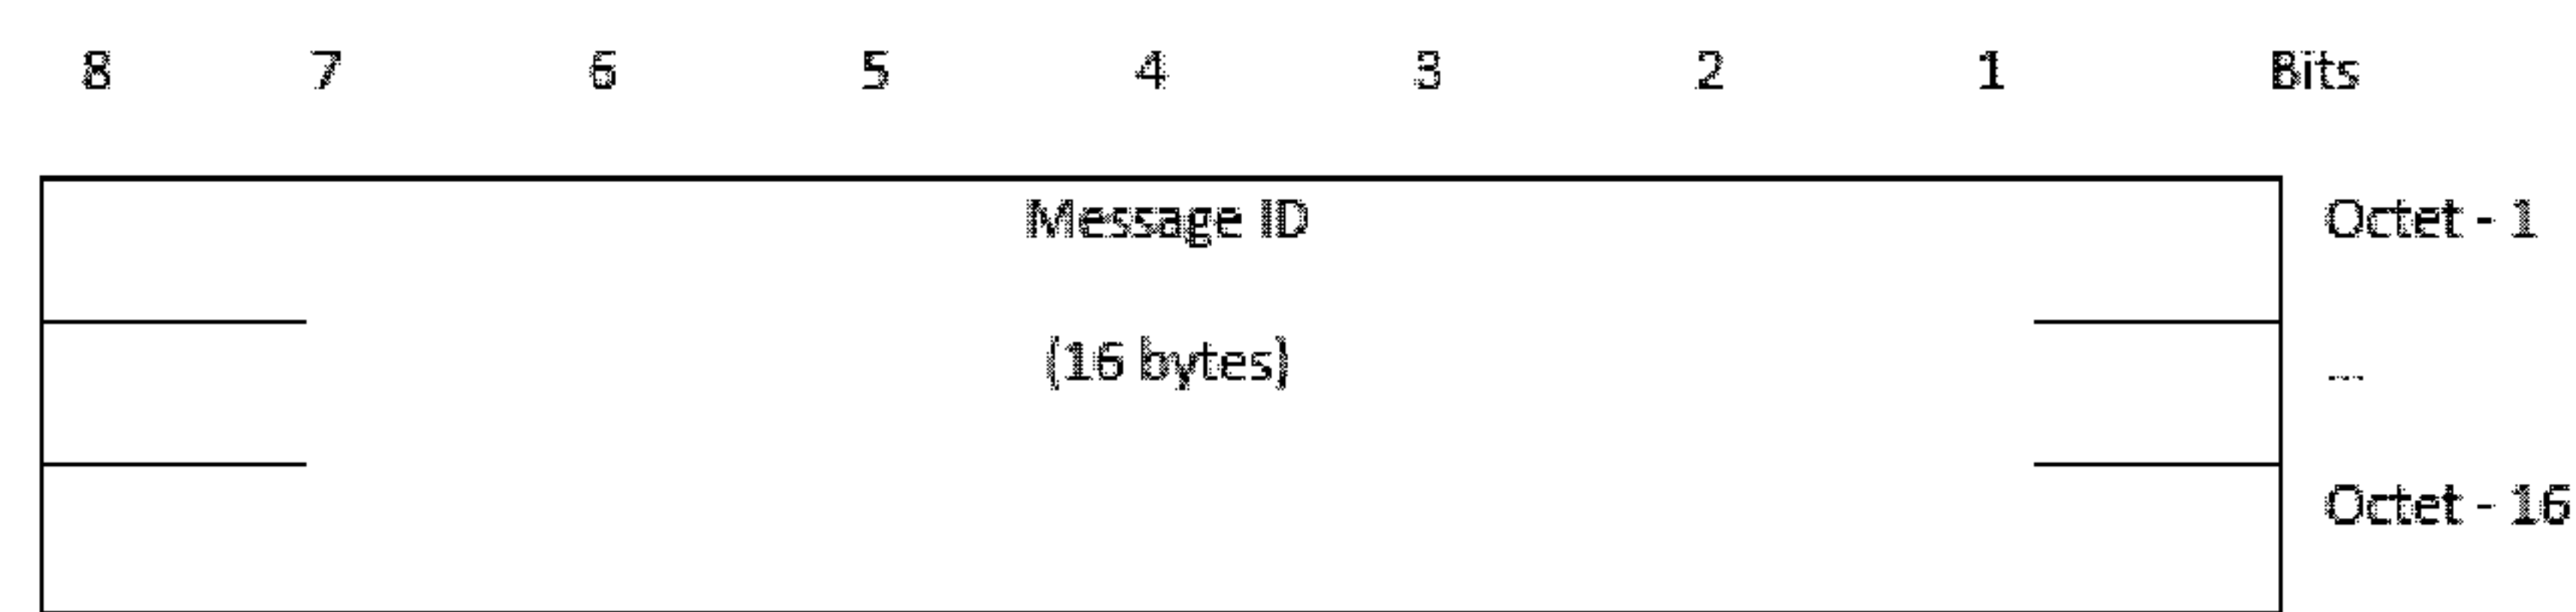 8 7 6 5 4 3 2 1 Bits
Message ID Octet - 1
(16 bytes) ...
Octet - 16